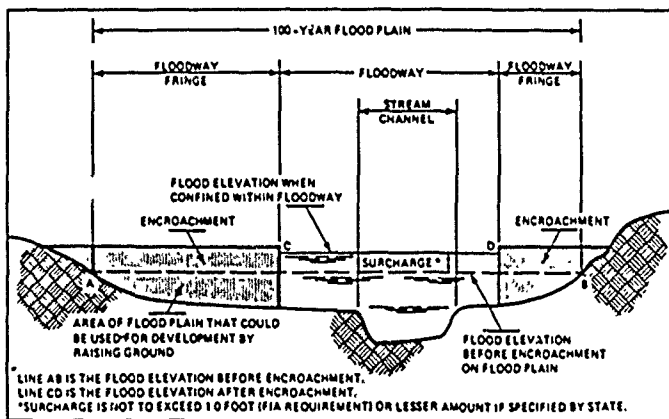 100-YEAR FLOOD PLAIN
FLOODWAY
FRINGE
FLOODWAY
FLOODWAY
FRINGE
STREAM
CHANNEL
FLOOD ELEVATION WHEN
CONFINED WITHIN FLOODWAY
ENCROACHMENT
C
D
ENCROACHMENT
SURCHARGE*
A
B
AREA OF FLOOD PLAIN THAT COULD
BE USED FOR DEVELOPMENT BY
RAISING GROUND
FLOOD ELEVATION
BEFORE ENCROACHMENT
ON FLOOD PLAIN
LINE AB IS THE FLOOD ELEVATION BEFORE ENCROACHMENT.
LINE CD IS THE FLOOD ELEVATION AFTER ENCROACHMENT.
*SURCHARGE IS NOT TO EXCEED 1.0 FOOT (FIA REQUIREMENT) OR LESSER AMOUNT IF SPECIFIED BY STATE.